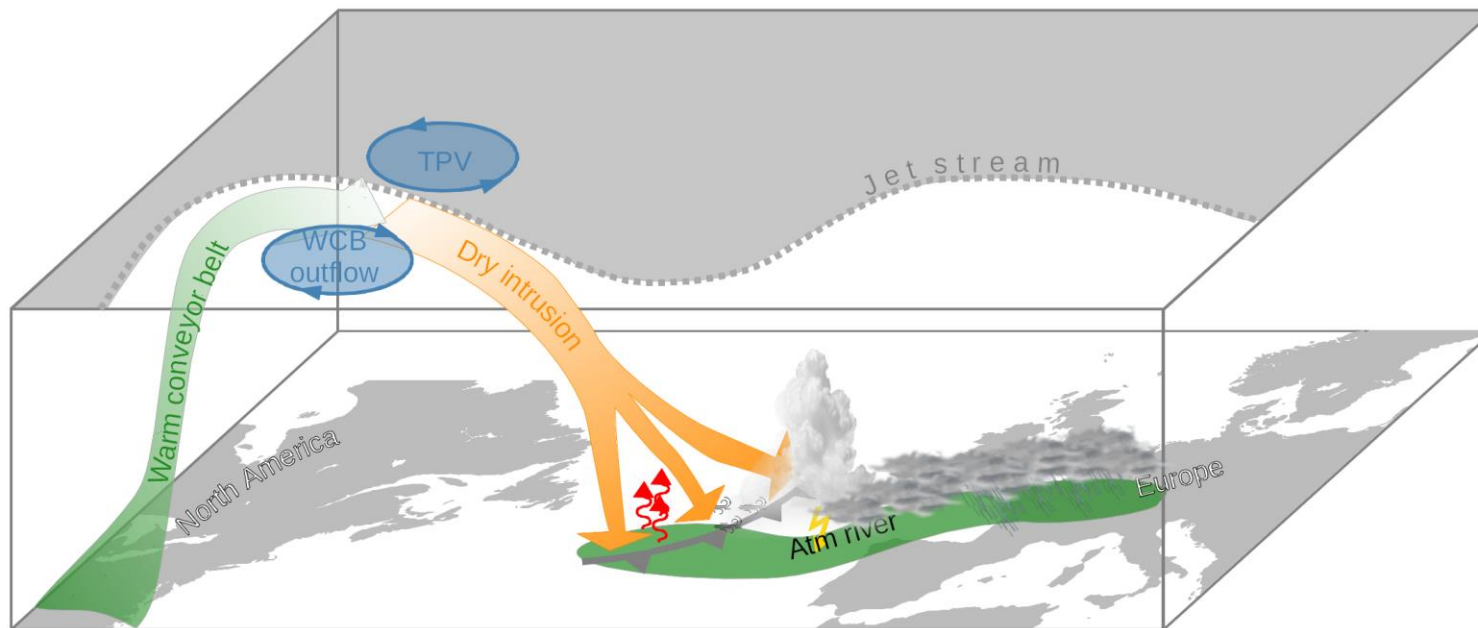 TPV
Jet stream
WCB
outflow
Warm conveyor belt
Dry intrusion
North America
Europe
Atm river